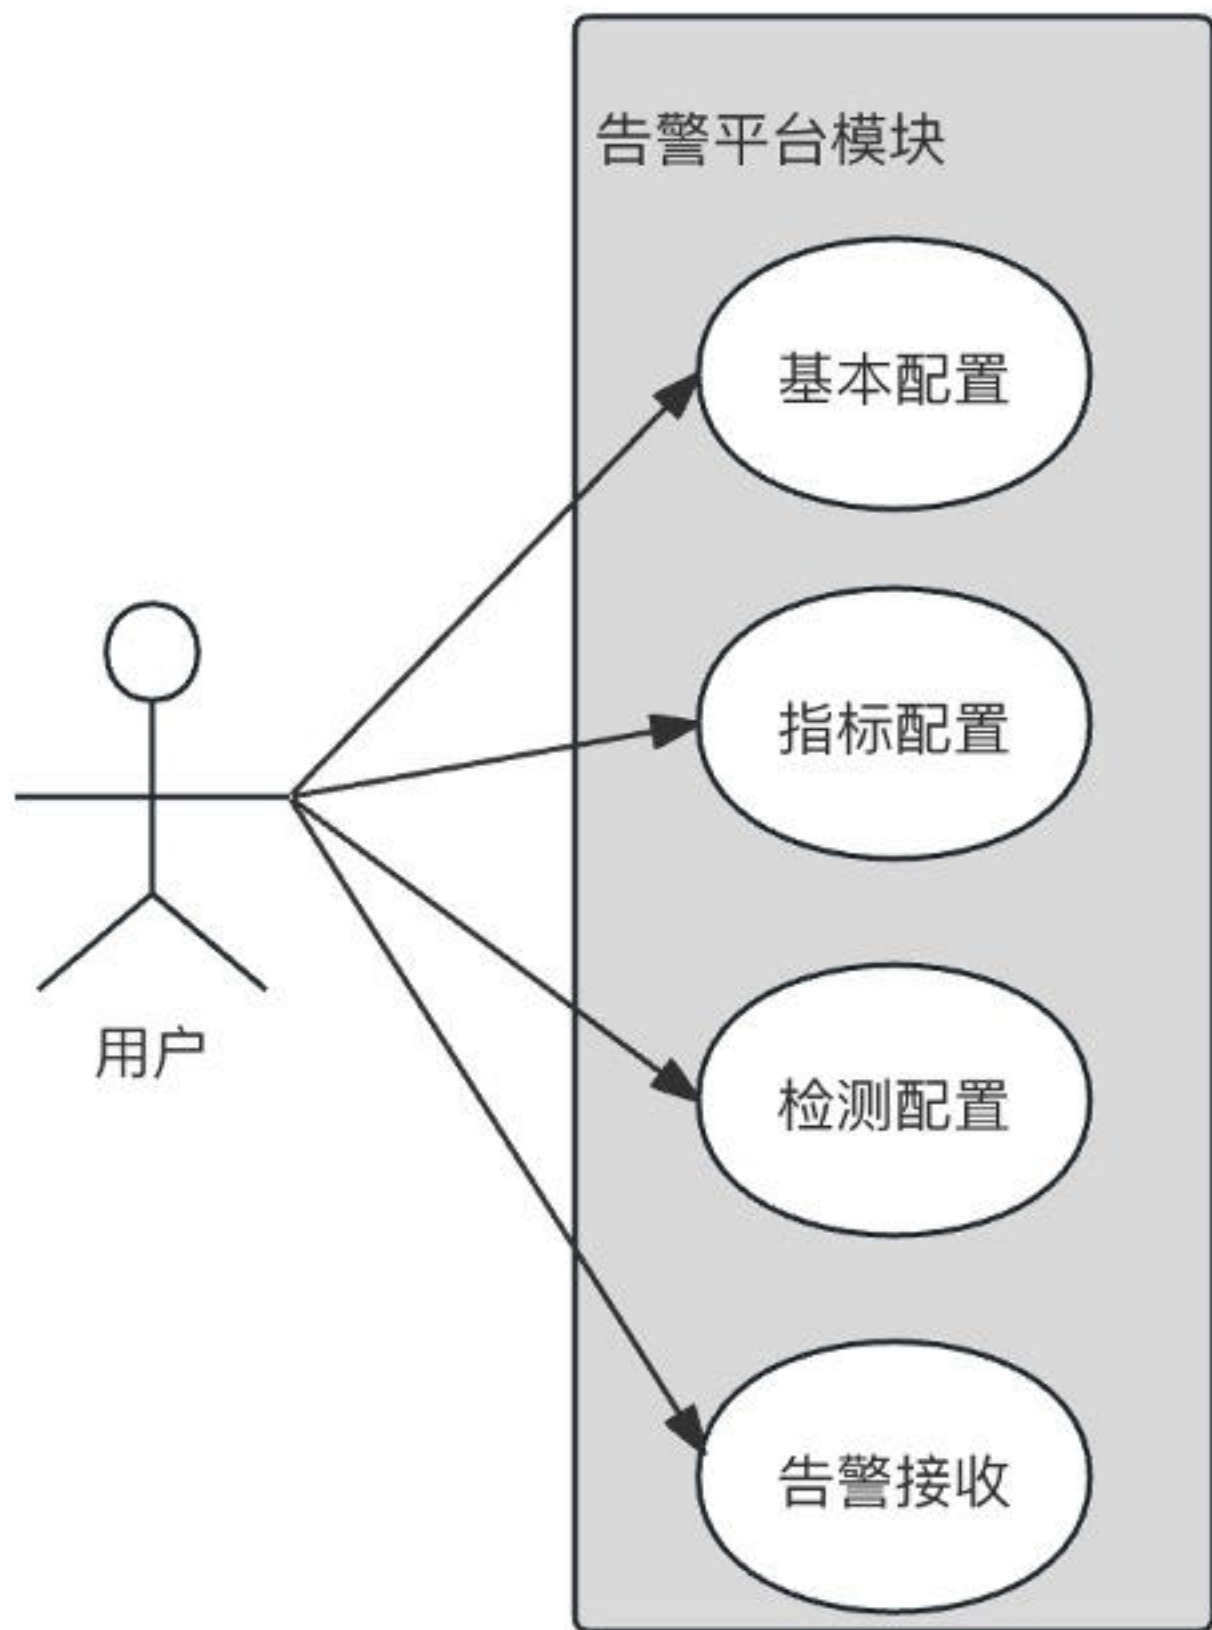 告警平台模块
基本配置
指标配置
用户
检测配置
告警接收